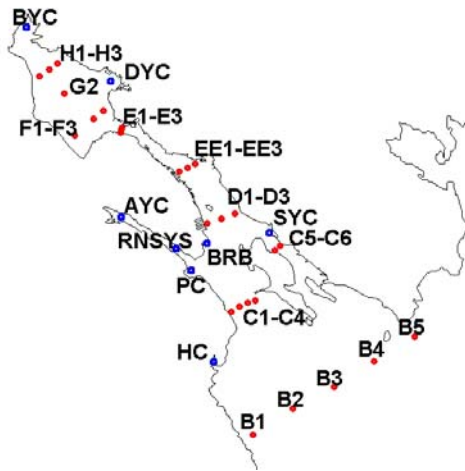 BYC
H1-H3
DYC
G2
E1-E3
F1-F3
EE1-EE3
D1-D3
AYC
SYC
RNSYS
C5-C6
BRB
PC
C1-C4
B5
HC
B4
B3
B2
B1